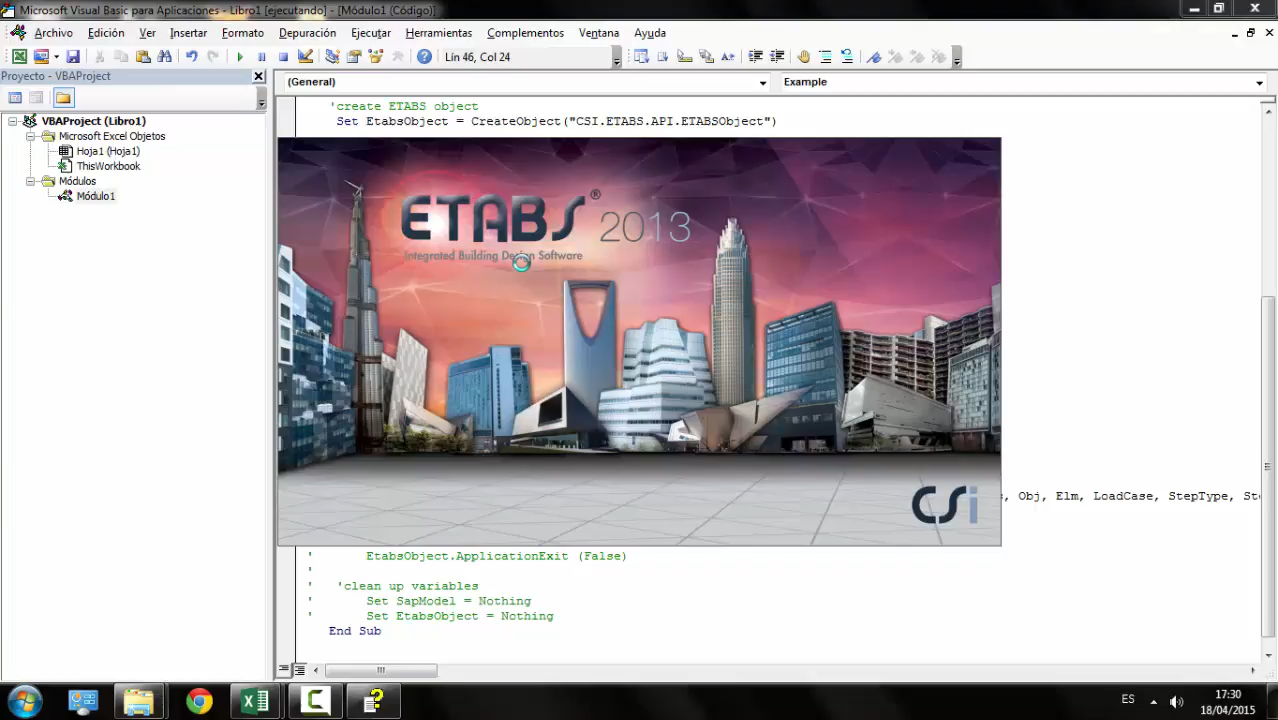 Microsoft Visual Basic para Aplicaciones - Libro1 [ejecutando] - [Módulo1 (Código)]
Archivo Edición Ver Insertar Formato Depuración Ejecutar Herramientas Complementos Ventana Ayuda
Lín 46, Col 24
Proyecto - VBAProject
(General) Example
VBAProject (Libro1)
Microsoft Excel Objetos
Hoja1 (Hoja1)
ThisWorkbook
Módulos
Módulo1
'create ETABS object
Set EtabsObject = CreateObject("CSI.ETABS.API.ETABSObject")
ETABS® 2013
Integrated Building Design Software
CSi
, Obj, Elm, LoadCase, StepType,
' EtabsObject.ApplicationExit (False)
'
' 'clean up variables
' Set SapModel = Nothing
' Set EtabsObject = Nothing
End Sub
ES
17:30
18/04/2015